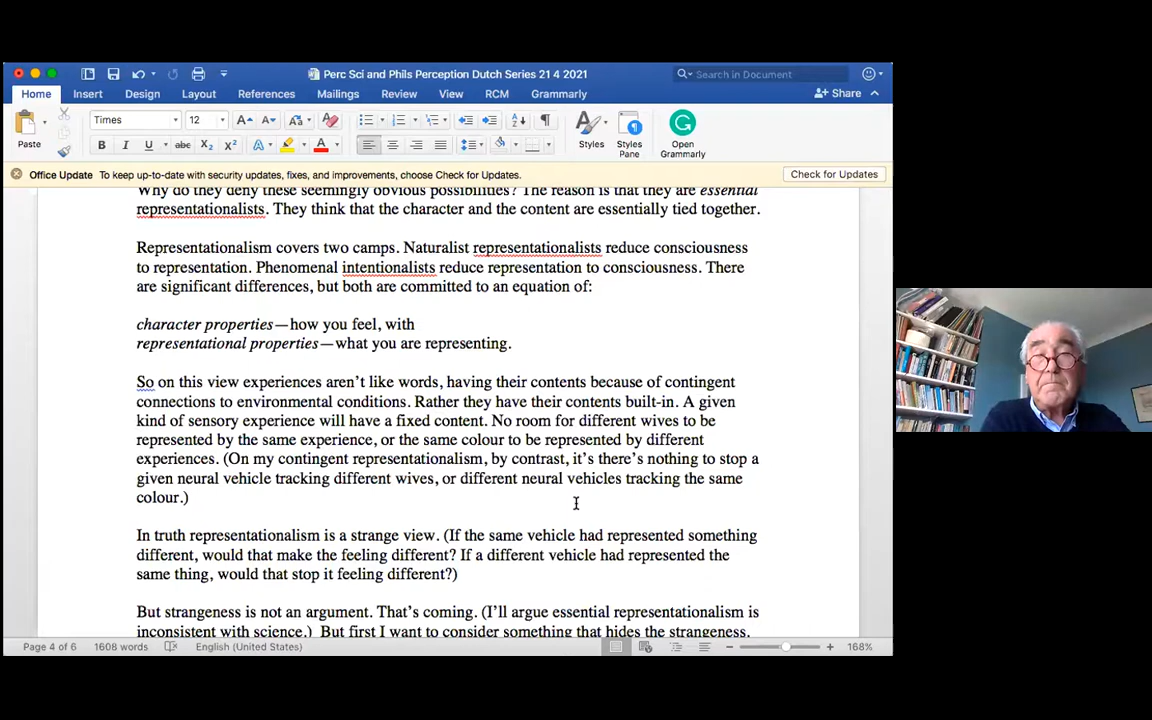 Perc Sci and Phils Perception Dutch Series 21 4 2021
Search in Document
Home Insert Design Layout References Mailings Review View RCM Grammarly
Share
Paste
Times 12
Styles
Styles Pane
Open Grammarly
Office Update To keep up-to-date with security updates, fixes, and improvements, choose Check for Updates.
Check for Updates
Why do they deny these seemingly obvious possibilities? The reason is that they are essential
representationalists. They think that the character and the content are essentially tied together.
Representationalism covers two camps. Naturalist representationalists reduce consciousness
to representation. Phenomenal intentionalists reduce representation to consciousness. There
are significant differences, but both are committed to an equation of:
character properties—how you feel, with
representational properties—what you are representing.
So on this view experiences aren't like words, having their contents because of contingent
connections to environmental conditions. Rather they have their contents built-in. A given
kind of sensory experience will have a fixed content. No room for different wives to be
represented by the same experience, or the same colour to be represented by different
experiences. (On my contingent representationalism, by contrast, it's there's nothing to stop a
given neural vehicle tracking different wives, or different neural vehicles tracking the same
colour.)
In truth representationalism is a strange view. (If the same vehicle had represented something
different, would that make the feeling different? If a different vehicle had represented the
same thing, would that stop it feeling different?)
But strangeness is not an argument. That's coming. (I'll argue essential representationalism is
inconsistent with science.) But first I want to consider something that hides the strangeness.
Page 4 of 6 1608 words English (United States) 168%